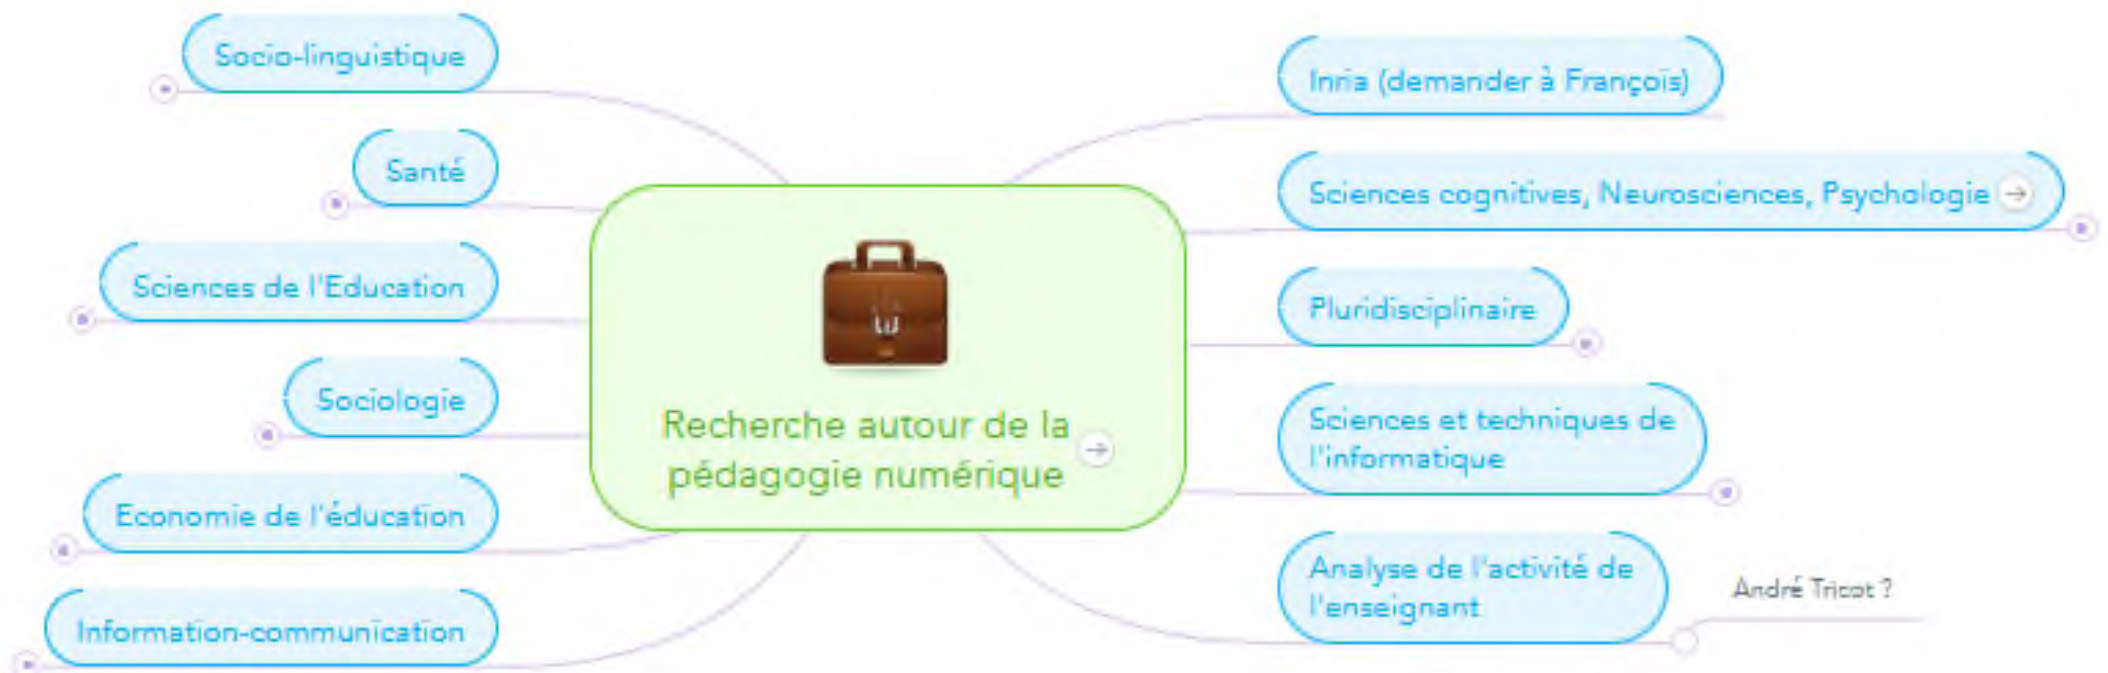 Socio-linguistique
Santé
Sciences de l'Education
Sociologie
Economie de l'éducation
Information-communication
Recherche autour de la
pédagogie numérique
Inria (demander à François)
Sciences cognitives, Neurosciences, Psychologie
Pluridisciplinaire
Sciences et techniques de
l'informatique
Analyse de l'activité de
l'enseignant
André Tricot ?